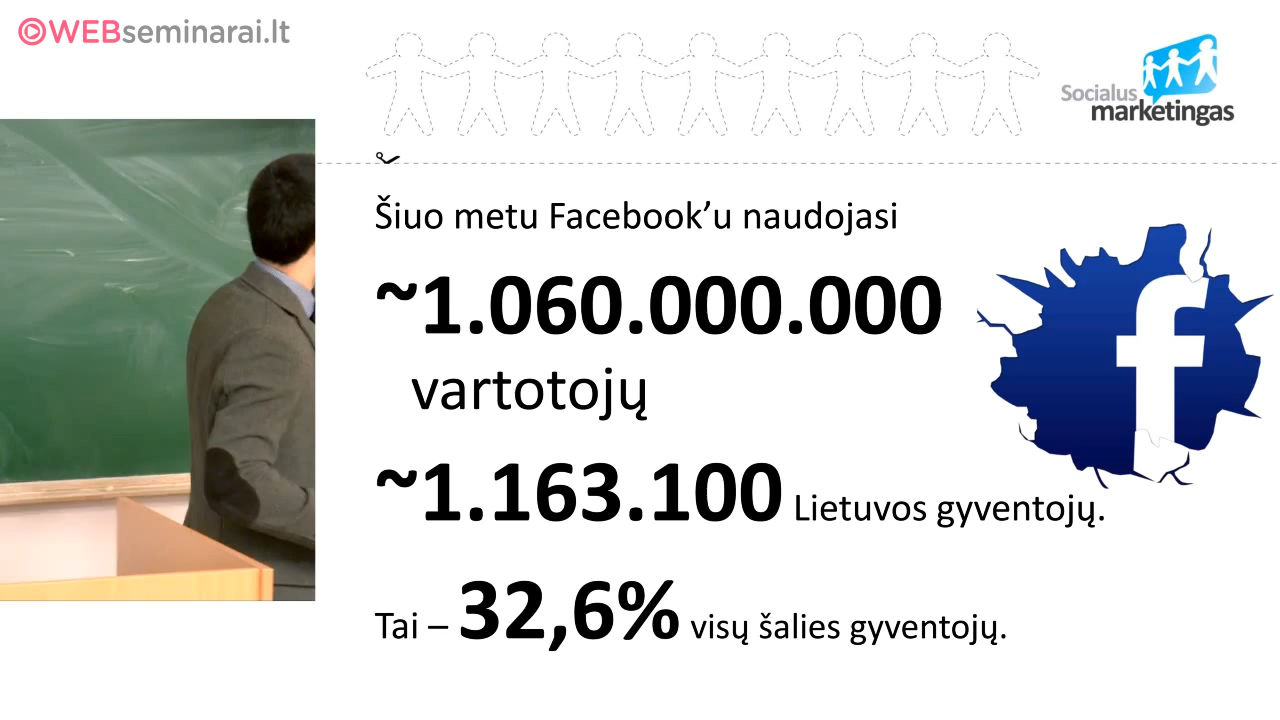 WEBseminarai.lt
Socialus
marketingas
Šiuo metu Facebook’u naudojasi
~1.060.000.000
vartotojų
~1.163.100 Lietuvos gyventojų.
Tai – 32,6% visų šalies gyventojų.